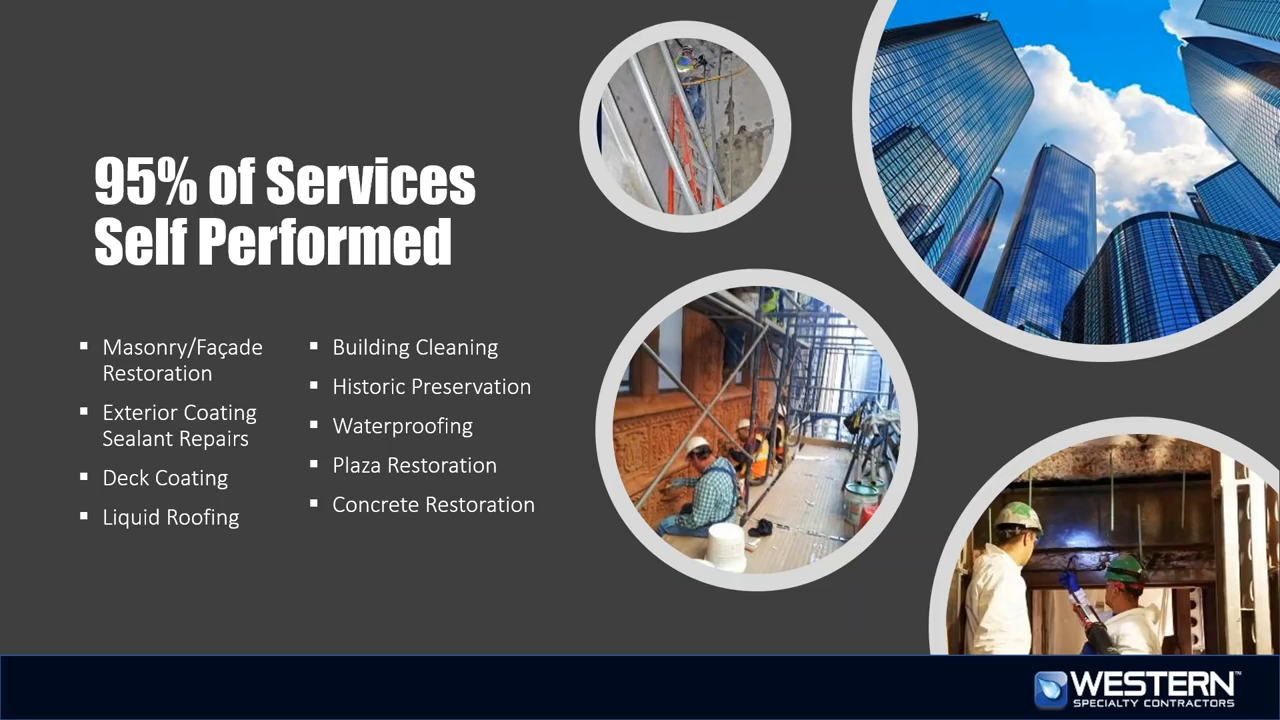 95% of Services
Self Performed
▪ Masonry/Façade
Restoration
▪ Exterior Coating
Sealant Repairs
▪ Deck Coating
▪ Liquid Roofing
▪ Building Cleaning
▪ Historic Preservation
▪ Waterproofing
▪ Plaza Restoration
▪ Concrete Restoration
WESTERN™
SPECIALTY CONTRACTORS